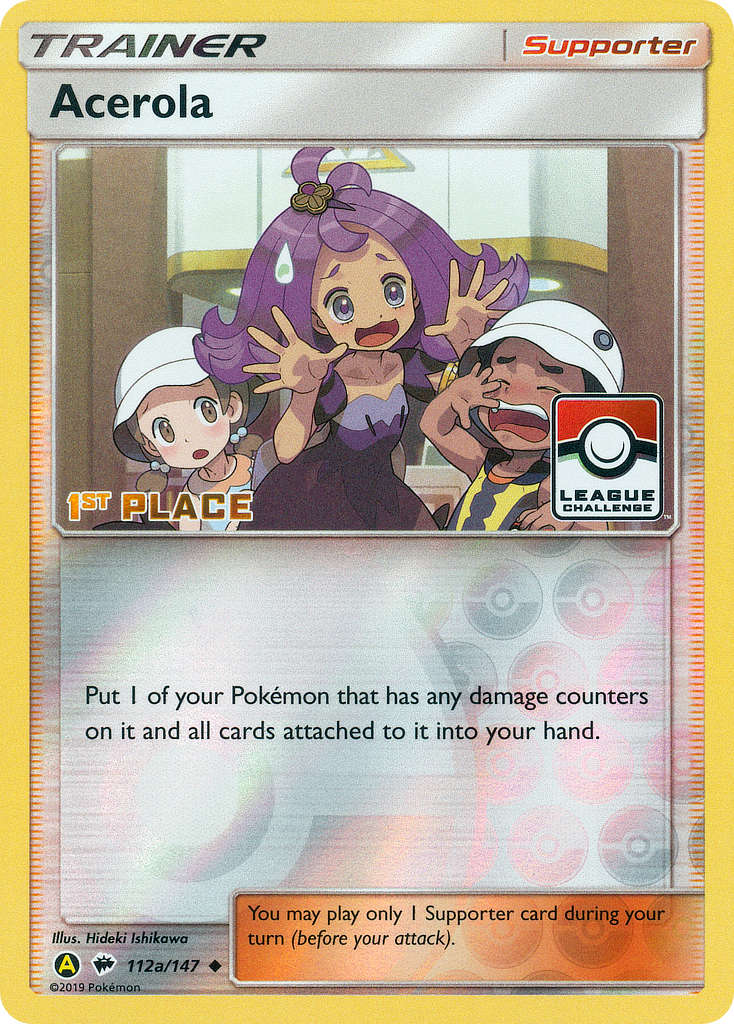 TRAINER
Supporter
Acerola
1ST PLACE
LEAGUE
CHALLENGE
TM
Put 1 of your Pokémon that has any damage counters
on it and all cards attached to it into your hand.
You may play only 1 Supporter card during your
turn (before your attack).
Illus. Hideki Ishikawa
A
112a/147
©2019 Pokémon